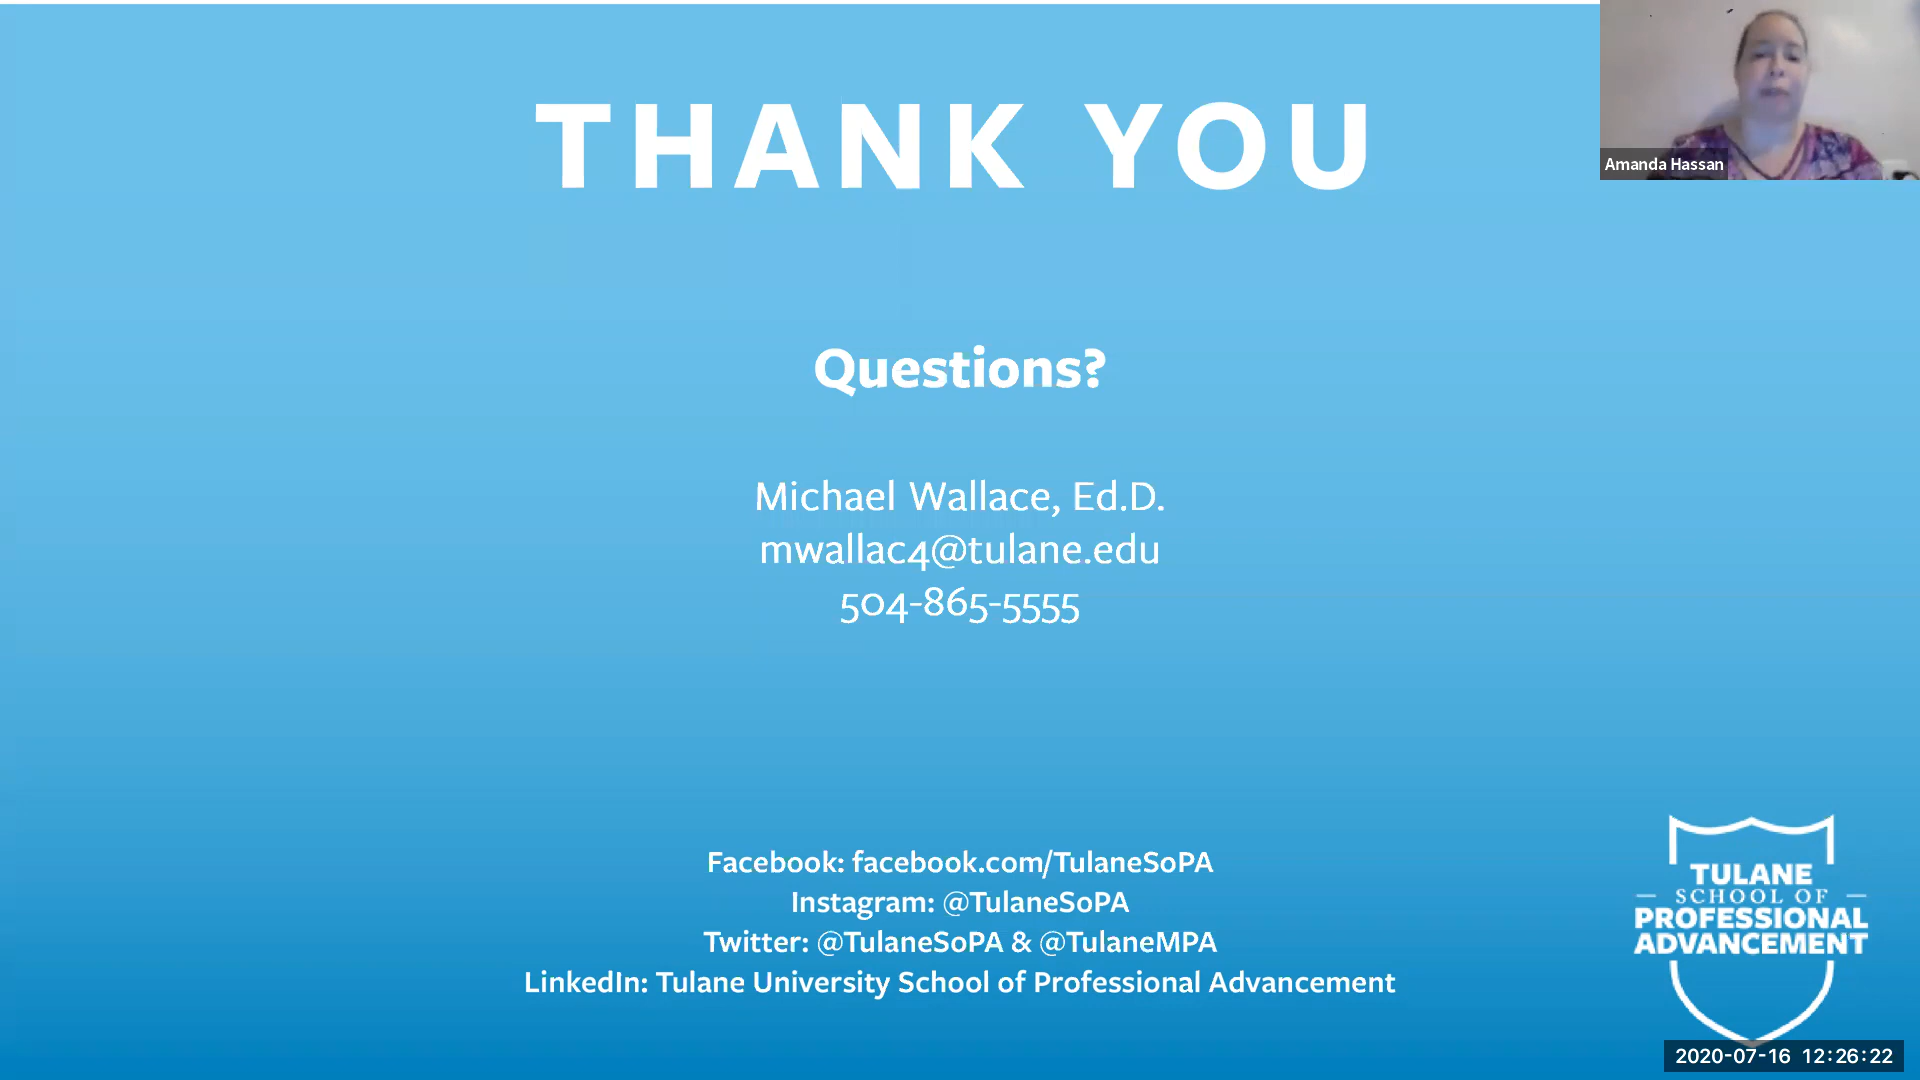 THANK YOU
Amanda Hassan
Questions?
Michael Wallace, Ed.D.
mwallac4@tulane.edu
504-865-5555
Facebook: facebook.com/TulaneSoPA
Instagram: @TulaneSoPA
Twitter: @TulaneSoPA & @TulaneMPA
LinkedIn: Tulane University School of Professional Advancement
TULANE
SCHOOL OF
PROFESSIONAL
ADVANCEMENT
2020-07-16 12:26:22